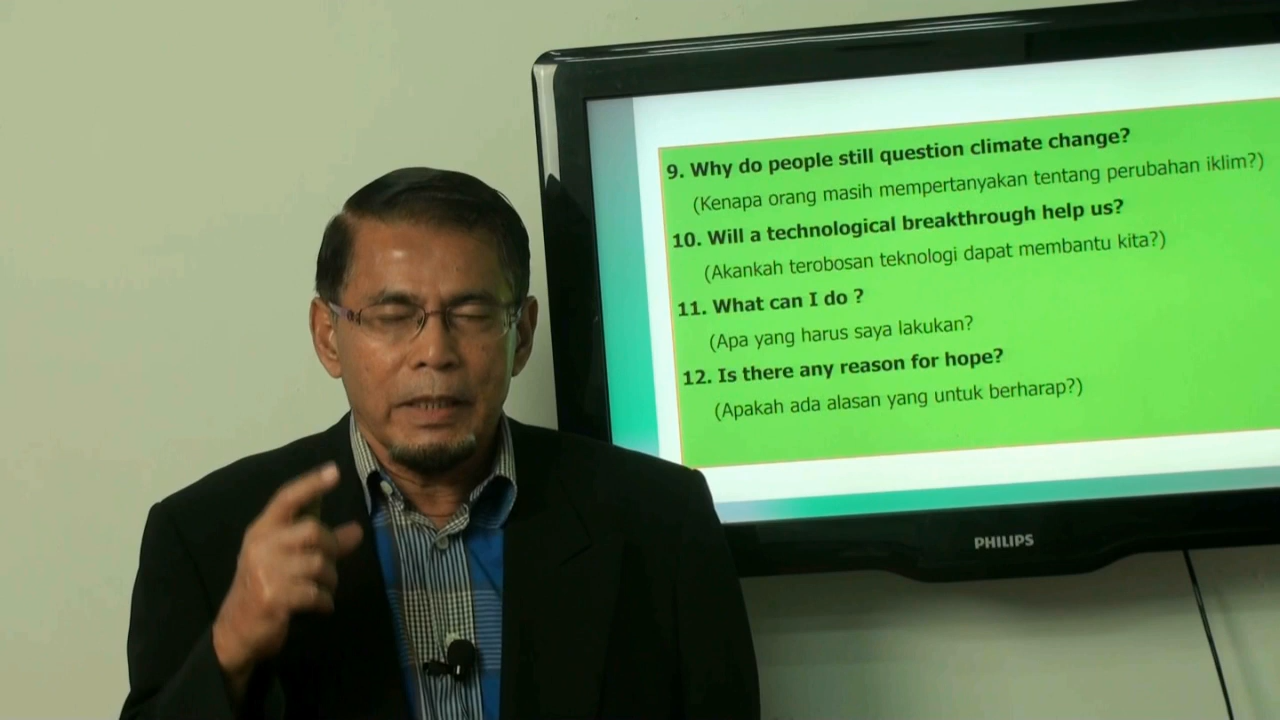 9. Why do people still question climate change?
(Kenapa orang masih mempertanyakan tentang perubahan iklim?)
10. Will a technological breakthrough help us?
(Akankah terobosan teknologi dapat membantu kita?)
11. What can I do ?
(Apa yang harus saya lakukan?
12. Is there any reason for hope?
(Apakah ada alasan yang untuk berharap?)
PHILIPS